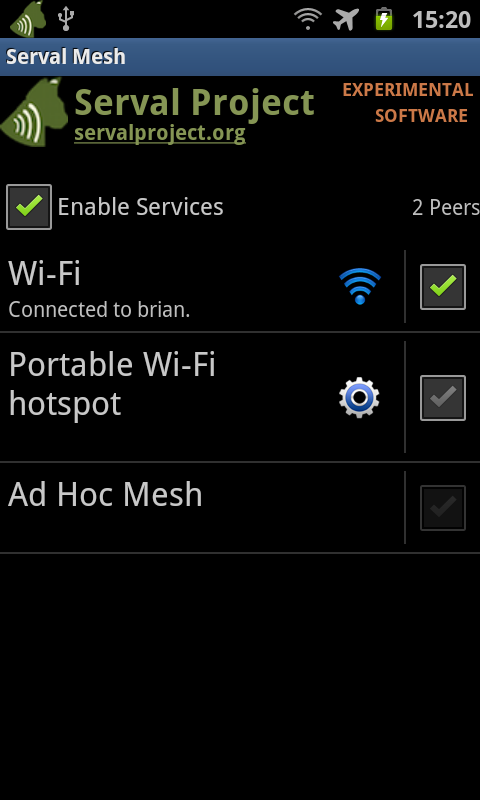 15:20
Serval Mesh
Serval Project
EXPERIMENTAL
SOFTWARE
servalproject.org
Enable Services
2 Peers
Wi-Fi
Connected to brian.
Portable Wi-Fi
hotspot
Ad Hoc Mesh